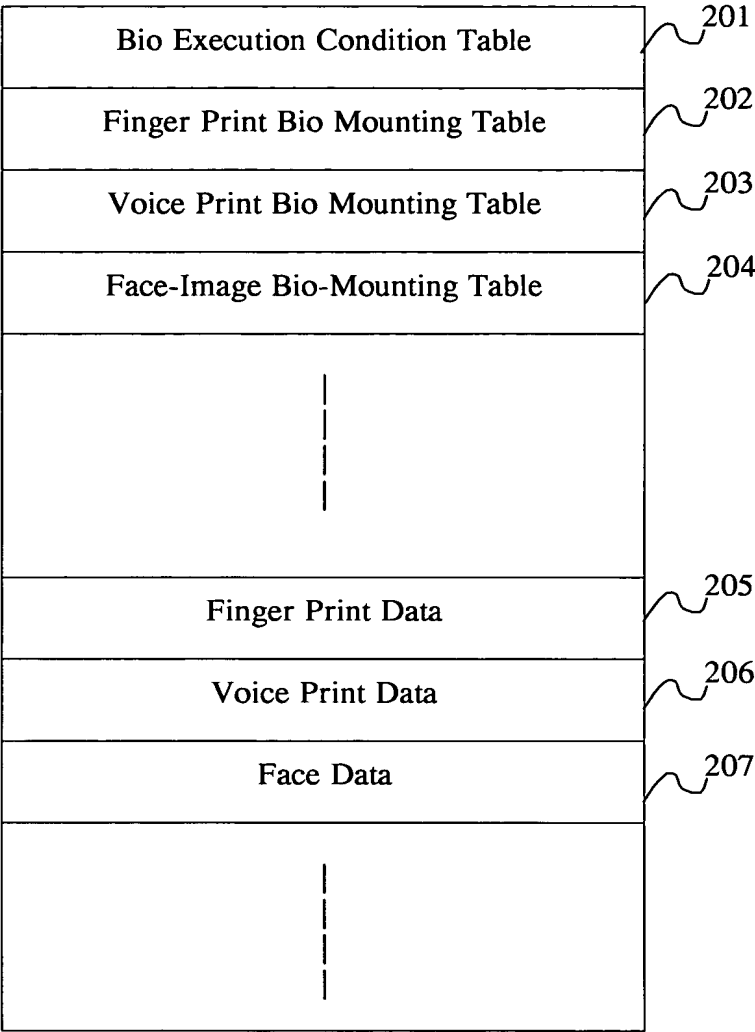 Bio Execution Condition Table
201
Finger Print Bio Mounting Table
202
Voice Print Bio Mounting Table
203
Face-Image Bio-Mounting Table
204
Finger Print Data
205
Voice Print Data
206
Face Data
207